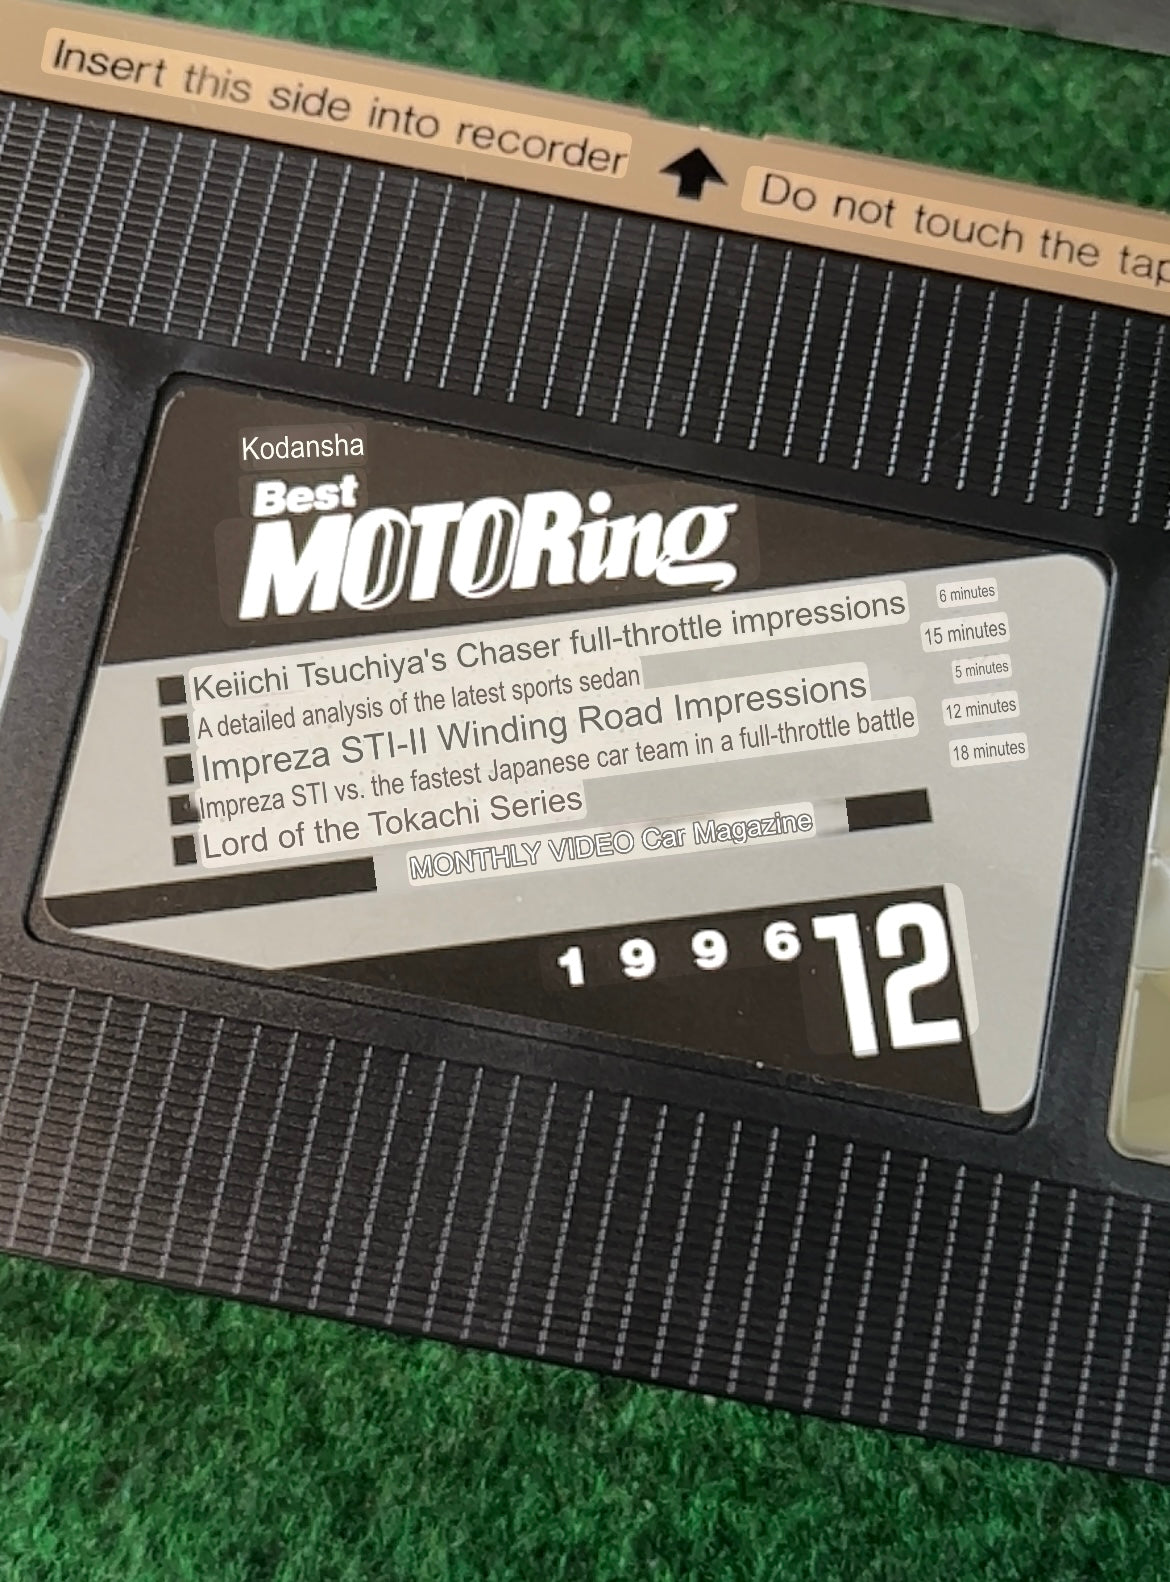 Insert this side into recorder
Do not touch the tap
Kodansha
Best
MOTORing
Keiichi Tsuchiya's Chaser full-throttle impressions 6 minutes
A detailed analysis of the latest sports sedan 15 minutes
Impreza STI-II Winding Road Impressions 5 minutes
Impreza STI vs. the fastest Japanese car team in a full-throttle battle 12 minutes
Lord of the Tokachi Series 18 minutes
MONTHLY VIDEO Car Magazine
1996 12